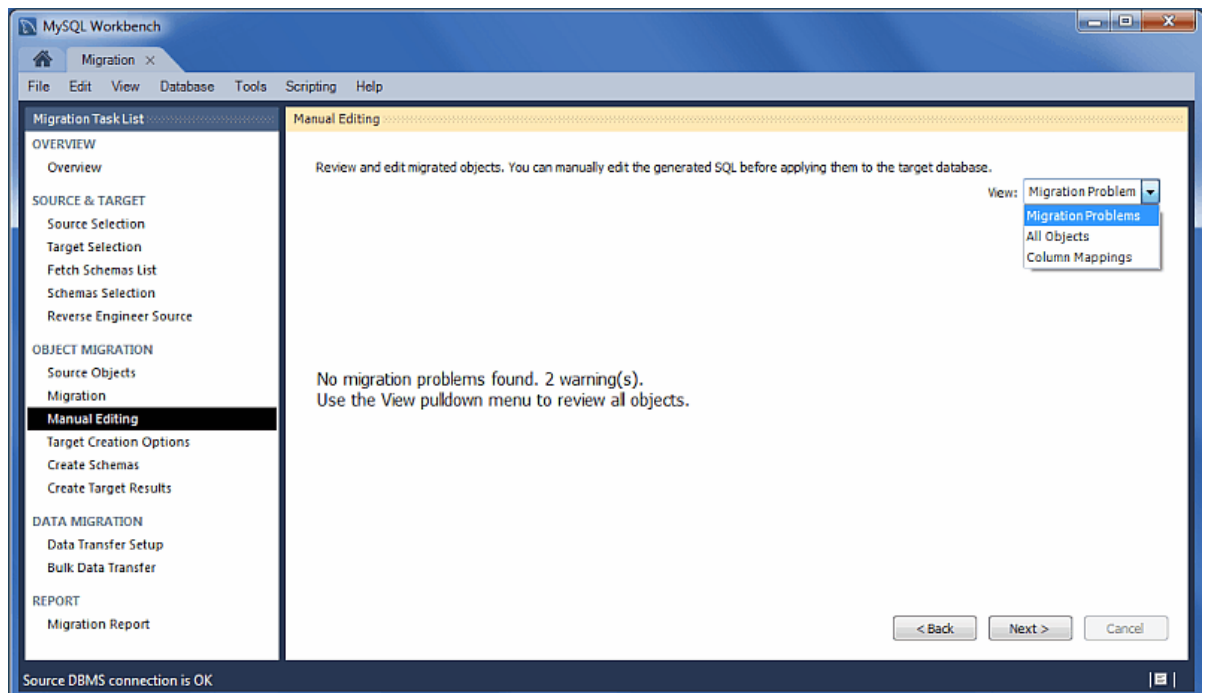 MySQL Workbench
Migration ×
File Edit View Database Tools Scripting Help
Migration Task List
OVERVIEW
Overview
SOURCE & TARGET
Source Selection
Target Selection
Fetch Schemas List
Schemas Selection
Reverse Engineer Source
OBJECT MIGRATION
Source Objects
Migration
Manual Editing
Target Creation Options
Create Schemas
Create Target Results
DATA MIGRATION
Data Transfer Setup
Bulk Data Transfer
REPORT
Migration Report
Manual Editing
Review and edit migrated objects. You can manually edit the generated SQL before applying them to the target database.
View: Migration Problem
Migration Problems
All Objects
Column Mappings
No migration problems found. 2 warning(s).
Use the View pulldown menu to review all objects.
< Back Next > Cancel
Source DBMS connection is OK